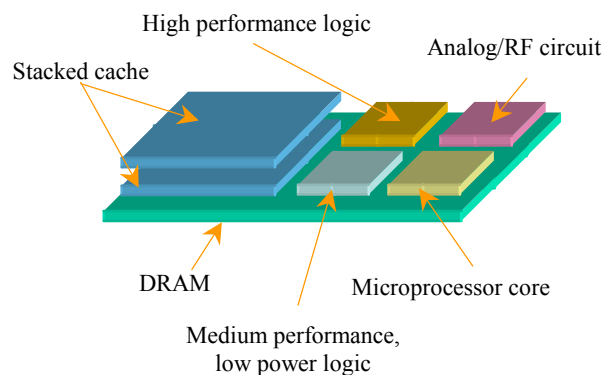 High performance logic
Analog/RF circuit
Stacked cache
DRAM
Microprocessor core
Medium performance,
low power logic